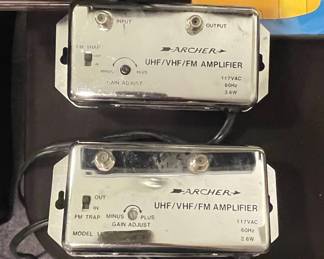 INPUT
OUTPUT
FM TRAP
ARCHER
UHF/VHF/FM AMPLIFIER
MINUS PLUS
GAIN ADJUST
117VAC
60Hz
3.6W
ARCHER
OUT
IN
UHF/VHF/FM AMPLIFIER
FM TRAP
MINUS PLUS
GAIN ADJUST
117VAC
60Hz
3.6W
MODEL